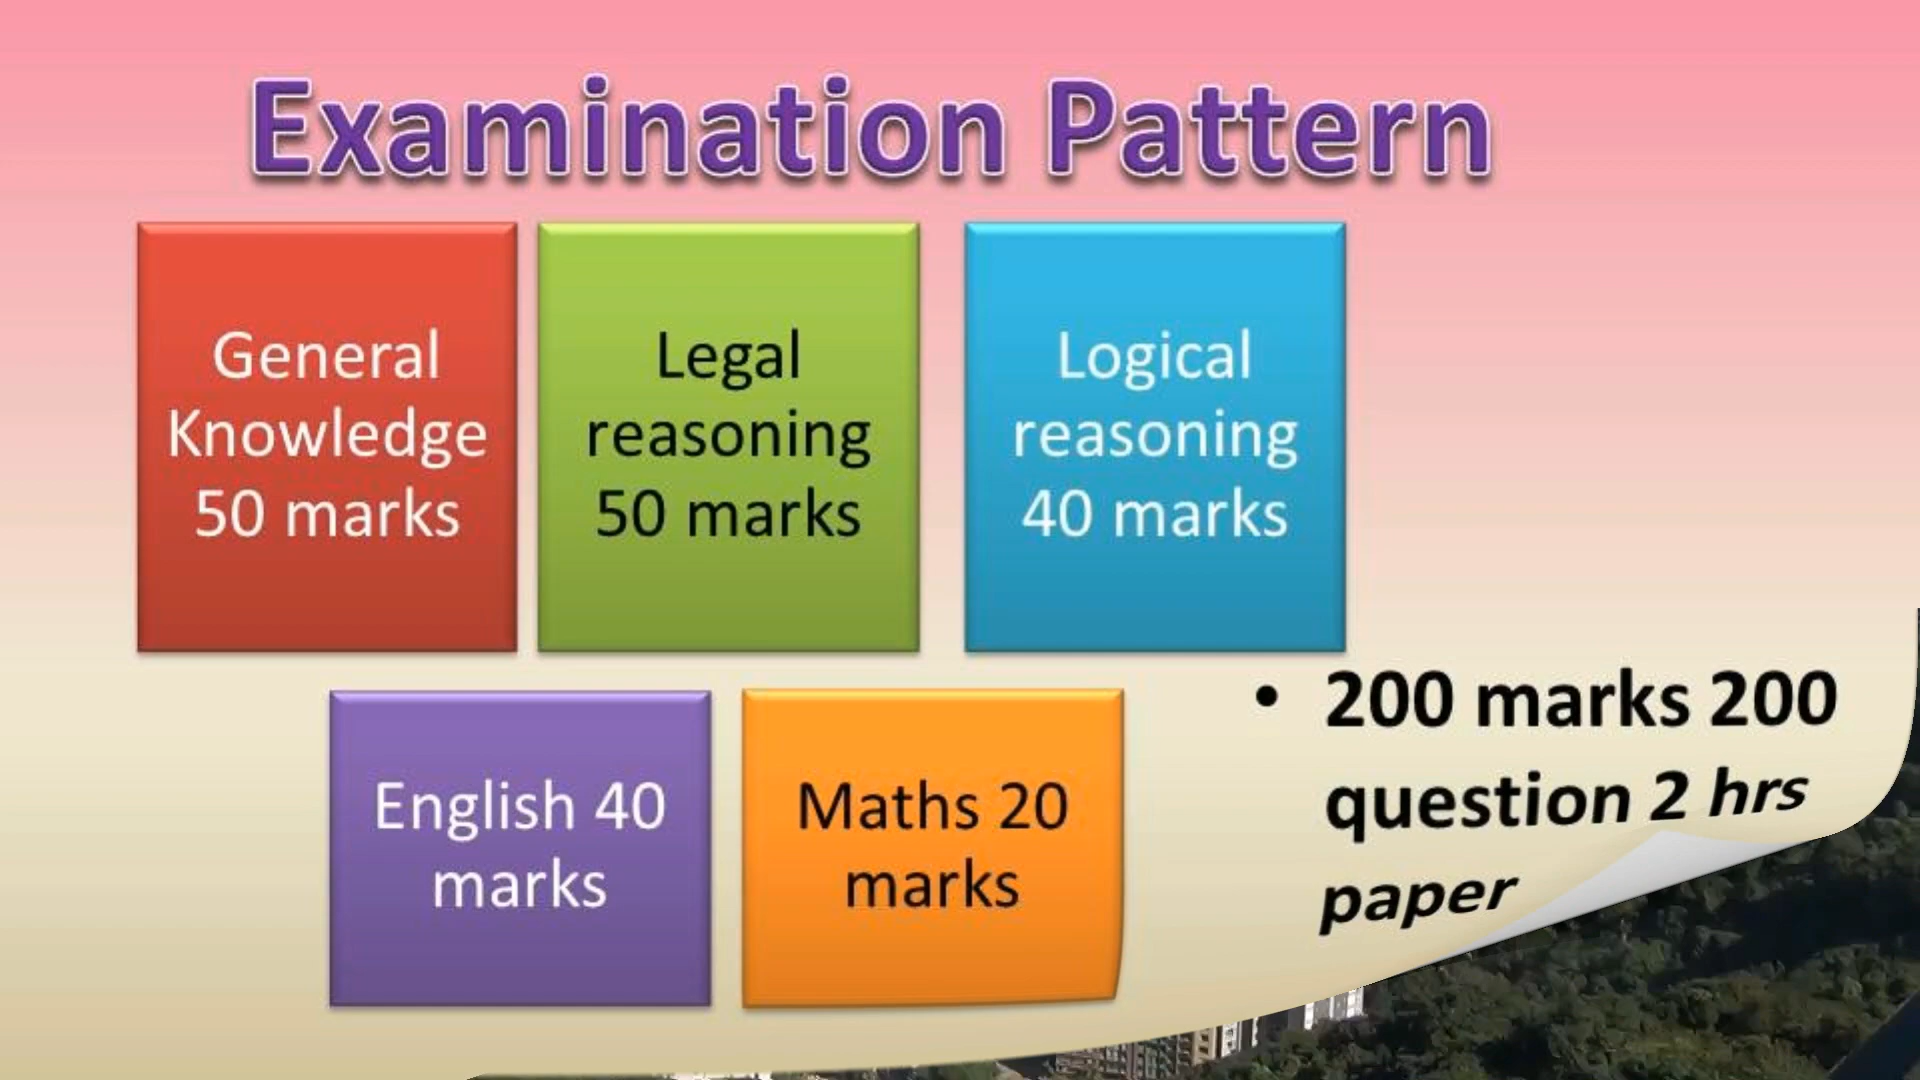 Examination Pattern
General
Knowledge
50 marks
Legal
reasoning
50 marks
Logical
reasoning
40 marks
English 40
marks
Maths 20
marks
• 200 marks 200
question 2 hrs
paper